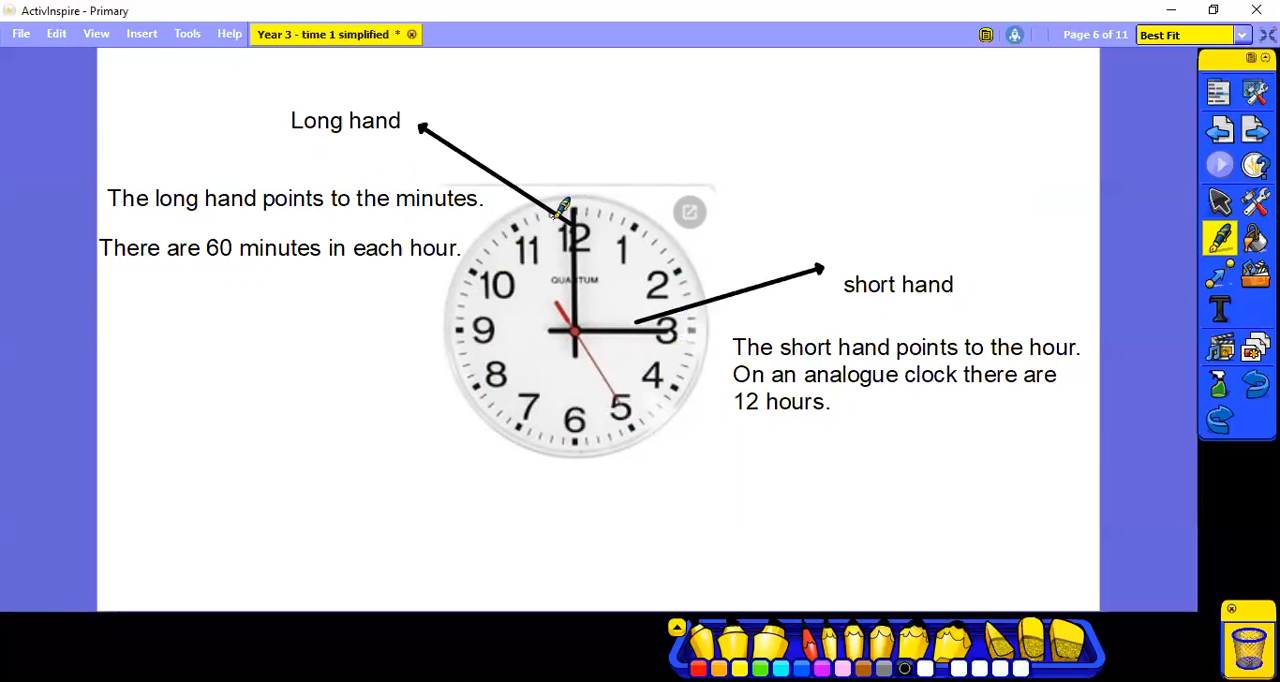 ActivInspire - Primary
File Edit View Insert Tools Help Year 3 - time 1 simplified * Page 6 of 11 Best Fit
Long hand
The long hand points to the minutes.
There are 60 minutes in each hour.
12
11 1
10 2
QUANTUM
9 3
8 4
7 5
6
short hand
The short hand points to the hour.
On an analogue clock there are
12 hours.